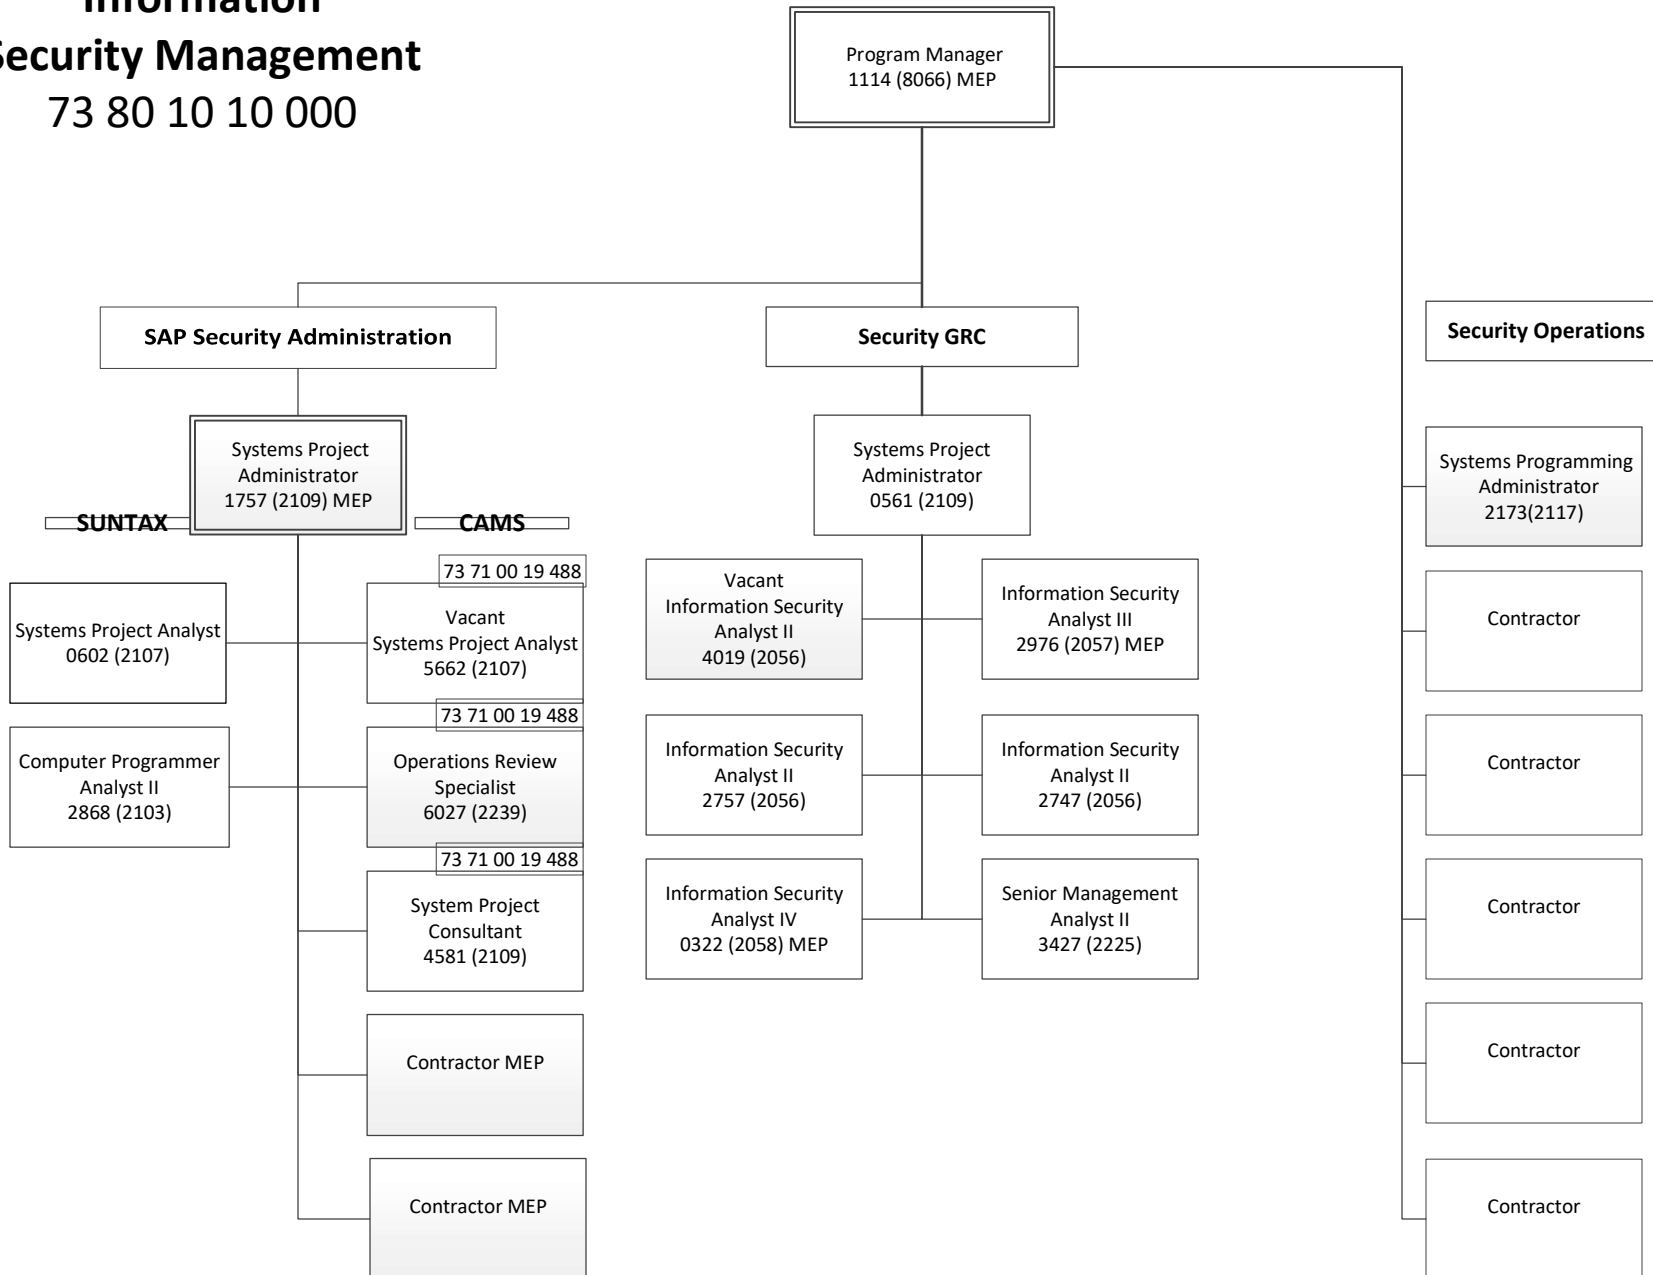 Information
Security Management
73 80 10 10 000
Program Manager
1114 (8066) MEP
SAP Security Administration
Systems Project
Administrator
1757 (2109) MEP
SUNTAX
CAMS
Systems Project Analyst
0602 (2107)
Computer Programmer
Analyst II
2868 (2103)
73 71 00 19 488
Vacant
Systems Project Analyst
5662 (2107)
73 71 00 19 488
Operations Review
Specialist
6027 (2239)
73 71 00 19 488
System Project
Consultant
4581 (2109)
Contractor MEP
Contractor MEP
Security GRC
Systems Project
Administrator
0561 (2109)
Vacant
Information Security
Analyst II
4019 (2056)
Information Security
Analyst III
2976 (2057) MEP
Information Security
Analyst II
2757 (2056)
Information Security
Analyst II
2747 (2056)
Information Security
Analyst IV
0322 (2058) MEP
Senior Management
Analyst II
3427 (2225)
Security Operations
Systems Programming
Administrator
2173(2117)
Contractor
Contractor
Contractor
Contractor
Contractor